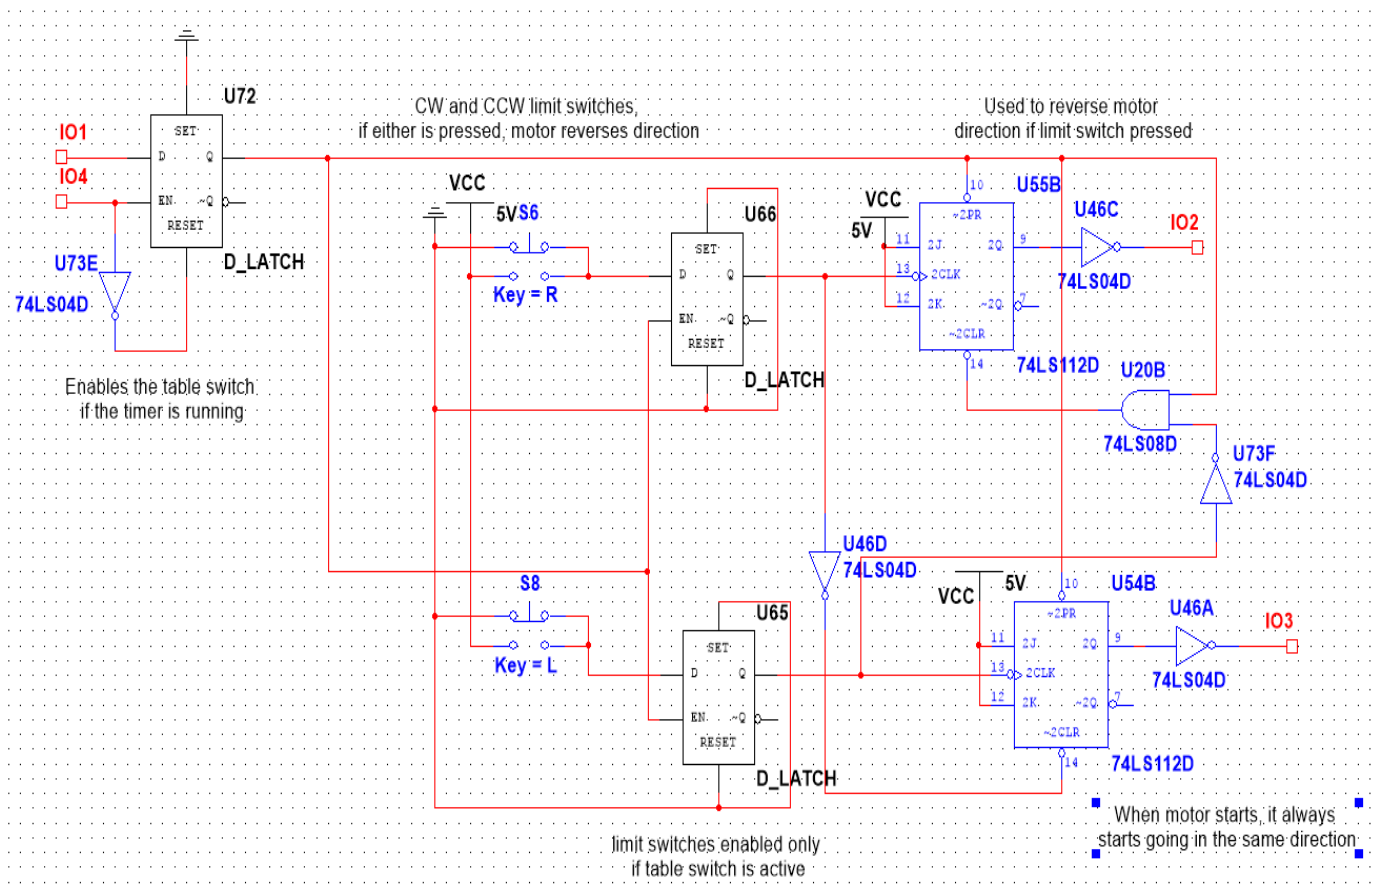 U72
SET
IO1
D
Q
IO4
EN
~Q
RESET
U73E
74LS04D
D_LATCH
Enables the table switch
if the timer is running
CW and CCW limit switches,
if either is pressed, motor reverses direction
VCC
5V
S6
Key = R
U66
SET
D
Q
EN
~Q
RESET
D_LATCH
Used to reverse motor
direction if limit switch pressed
VCC
5V
10
U55B
~2PR
11
2J
2Q
9
13
2CLK
12
2K
~2Q
7
~2CLR
14
74LS112D
U46C
74LS04D
IO2
U20B
74LS08D
U73F
74LS04D
U46D
74LS04D
S8
Key = L
U65
SET
D
Q
EN
~Q
RESET
D_LATCH
VCC
5V
10
U54B
~2PR
11
2J
2Q
9
13
2CLK
12
2K
~2Q
7
~2CLR
14
74LS112D
U46A
74LS04D
IO3
When motor starts, it always
starts going in the same direction
limit switches enabled only
if table switch is active